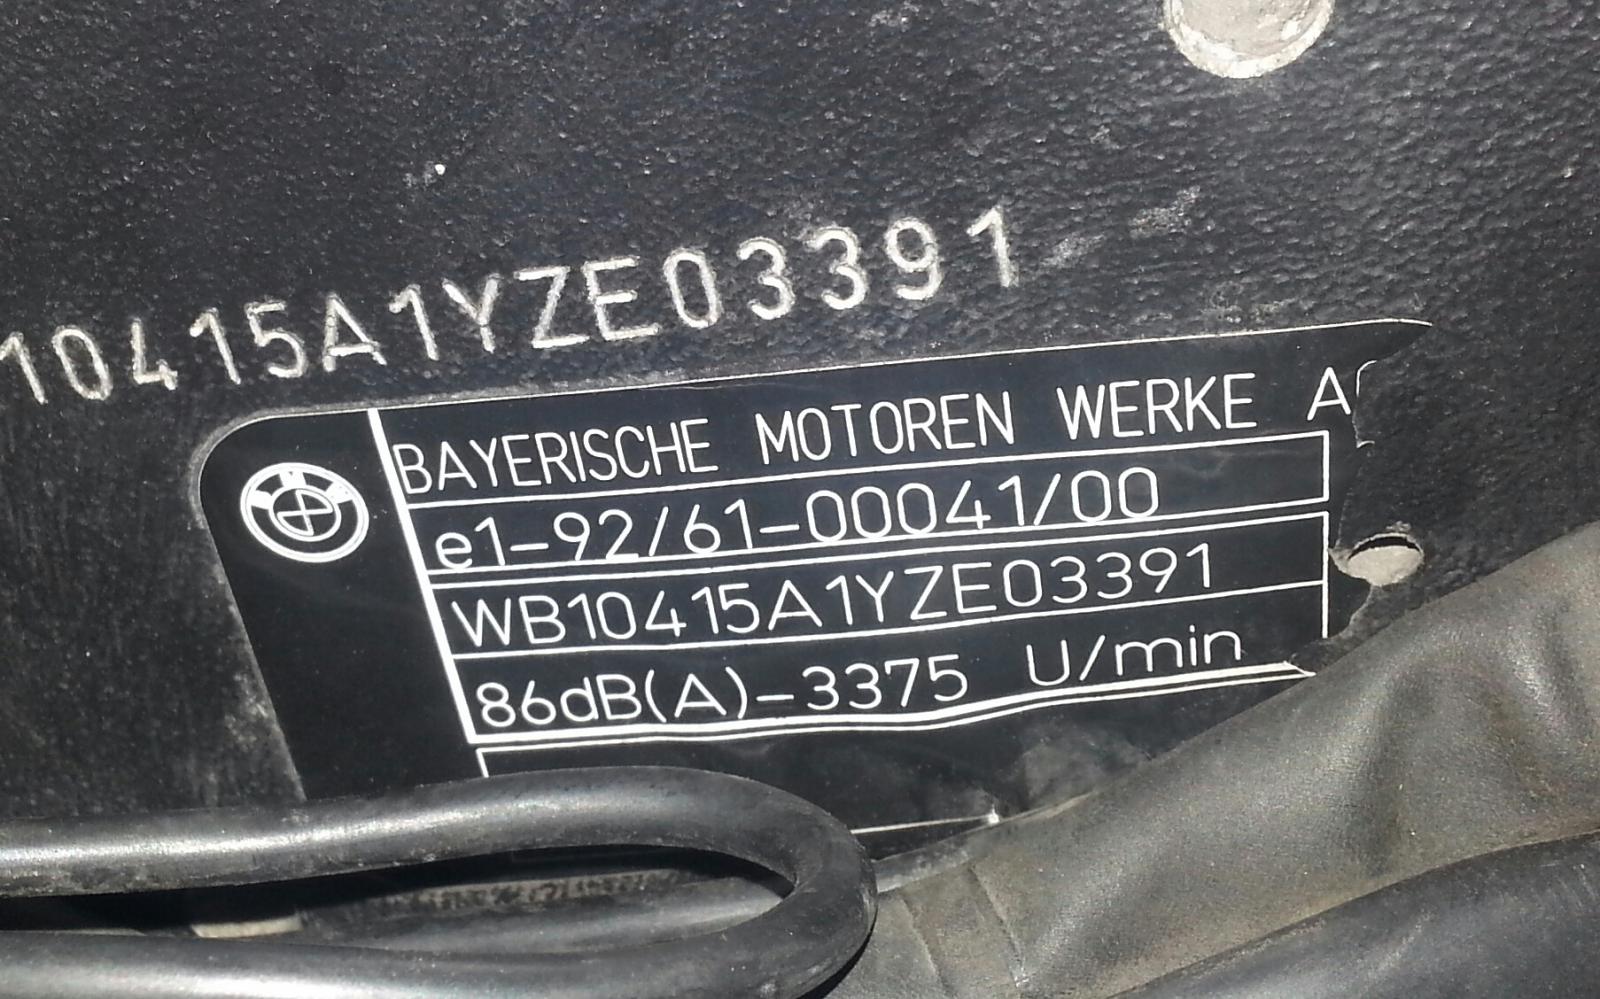 10415A1YZE03391
BAYERISCHE MOTOREN WERKE A
e1-92/61-00041/00
WB10415A1YZE03391
86dB(A)-3375 U/min